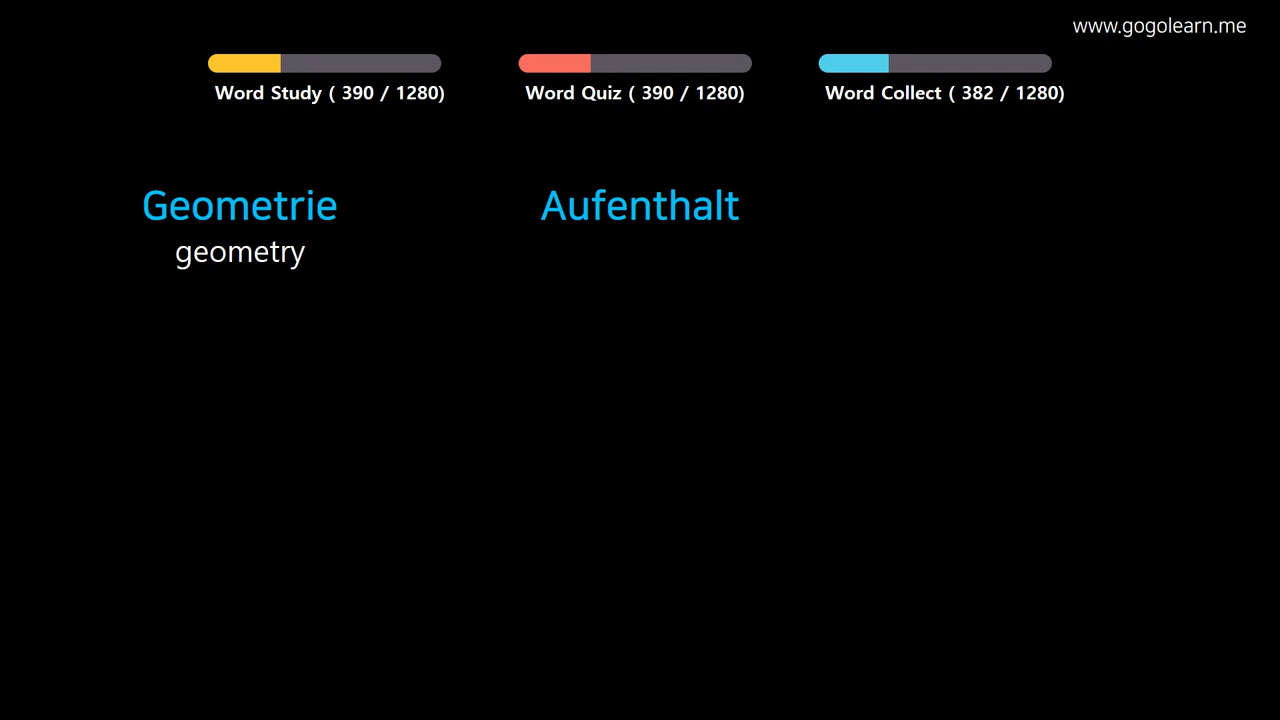 www.gogolearn.me
Word Study ( 390 / 1280)
Word Quiz ( 390 / 1280)
Word Collect ( 382 / 1280)
Geometrie
geometry
Aufenthalt